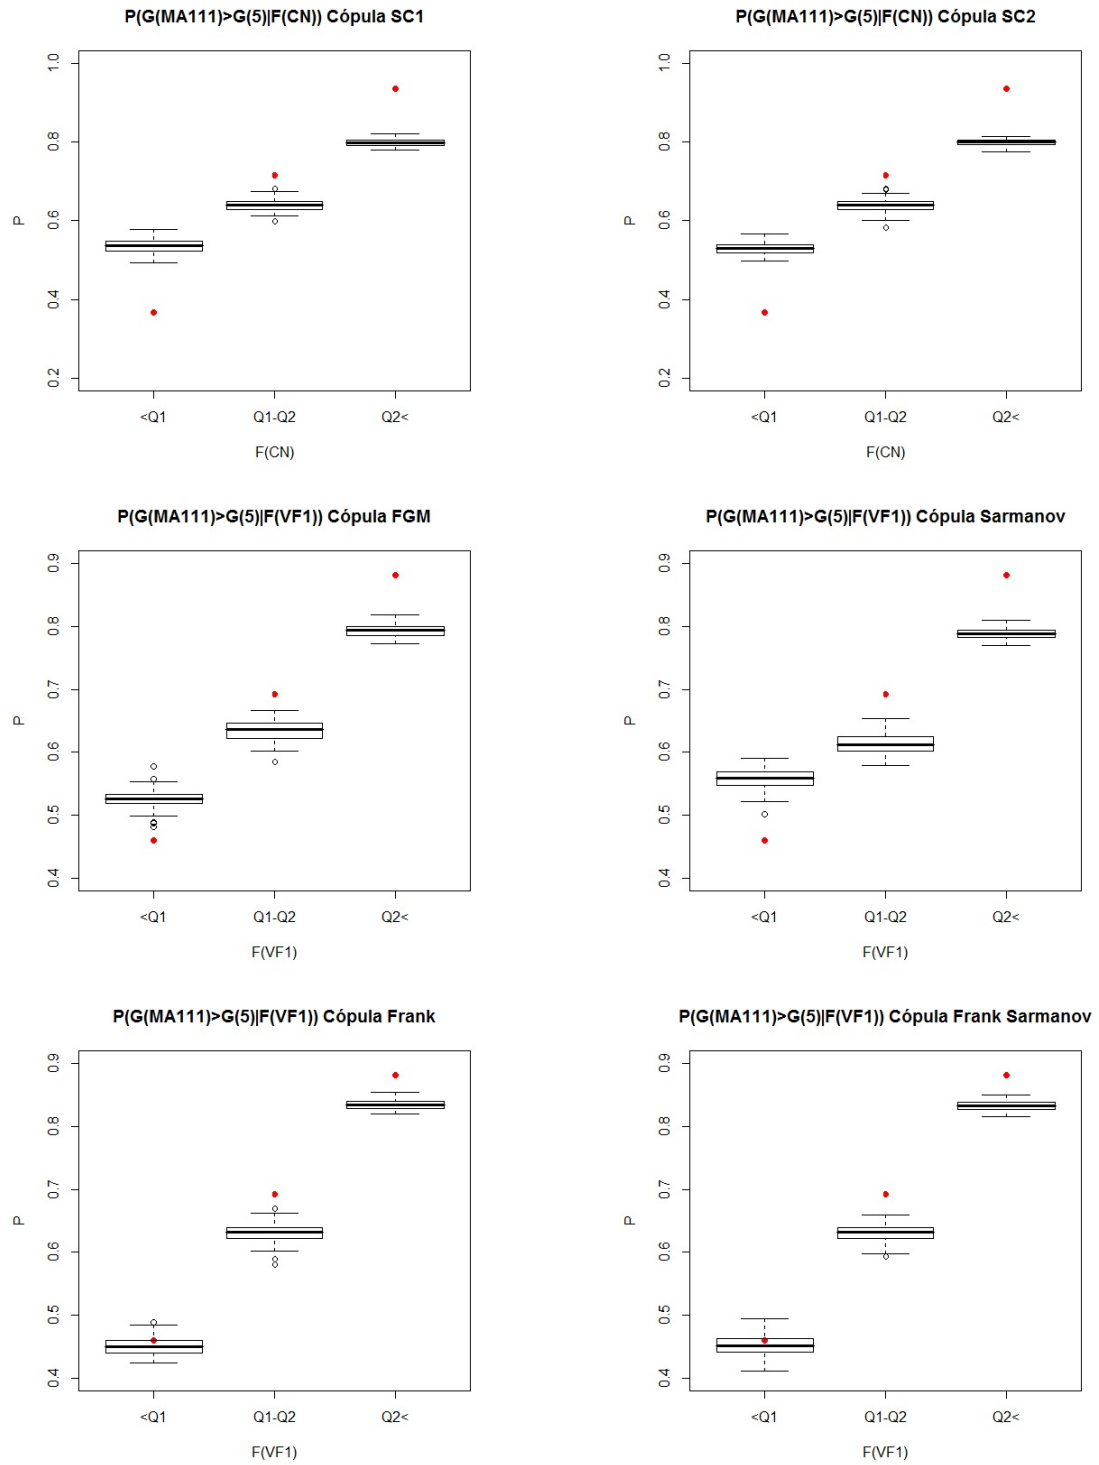 P(G(MA111)>G(5)|F(CN)) Cópula SC1
P
1.0
0.8
0.6
0.4
0.2
<Q1 Q1-Q2 Q2<
F(CN)
P(G(MA111)>G(5)|F(CN)) Cópula SC2
P
1.0
0.8
0.6
0.4
0.2
<Q1 Q1-Q2 Q2<
F(CN)
P(G(MA111)>G(5)|F(VF1)) Cópula FGM
P
0.9
0.8
0.7
0.6
0.5
0.4
<Q1 Q1-Q2 Q2<
F(VF1)
P(G(MA111)>G(5)|F(VF1)) Cópula Sarmanov
P
0.9
0.8
0.7
0.6
0.5
0.4
<Q1 Q1-Q2 Q2<
F(VF1)
P(G(MA111)>G(5)|F(VF1)) Cópula Frank
P
0.9
0.8
0.7
0.6
0.5
0.4
<Q1 Q1-Q2 Q2<
F(VF1)
P(G(MA111)>G(5)|F(VF1)) Cópula Frank Sarmanov
P
0.9
0.8
0.7
0.6
0.5
0.4
<Q1 Q1-Q2 Q2<
F(VF1)